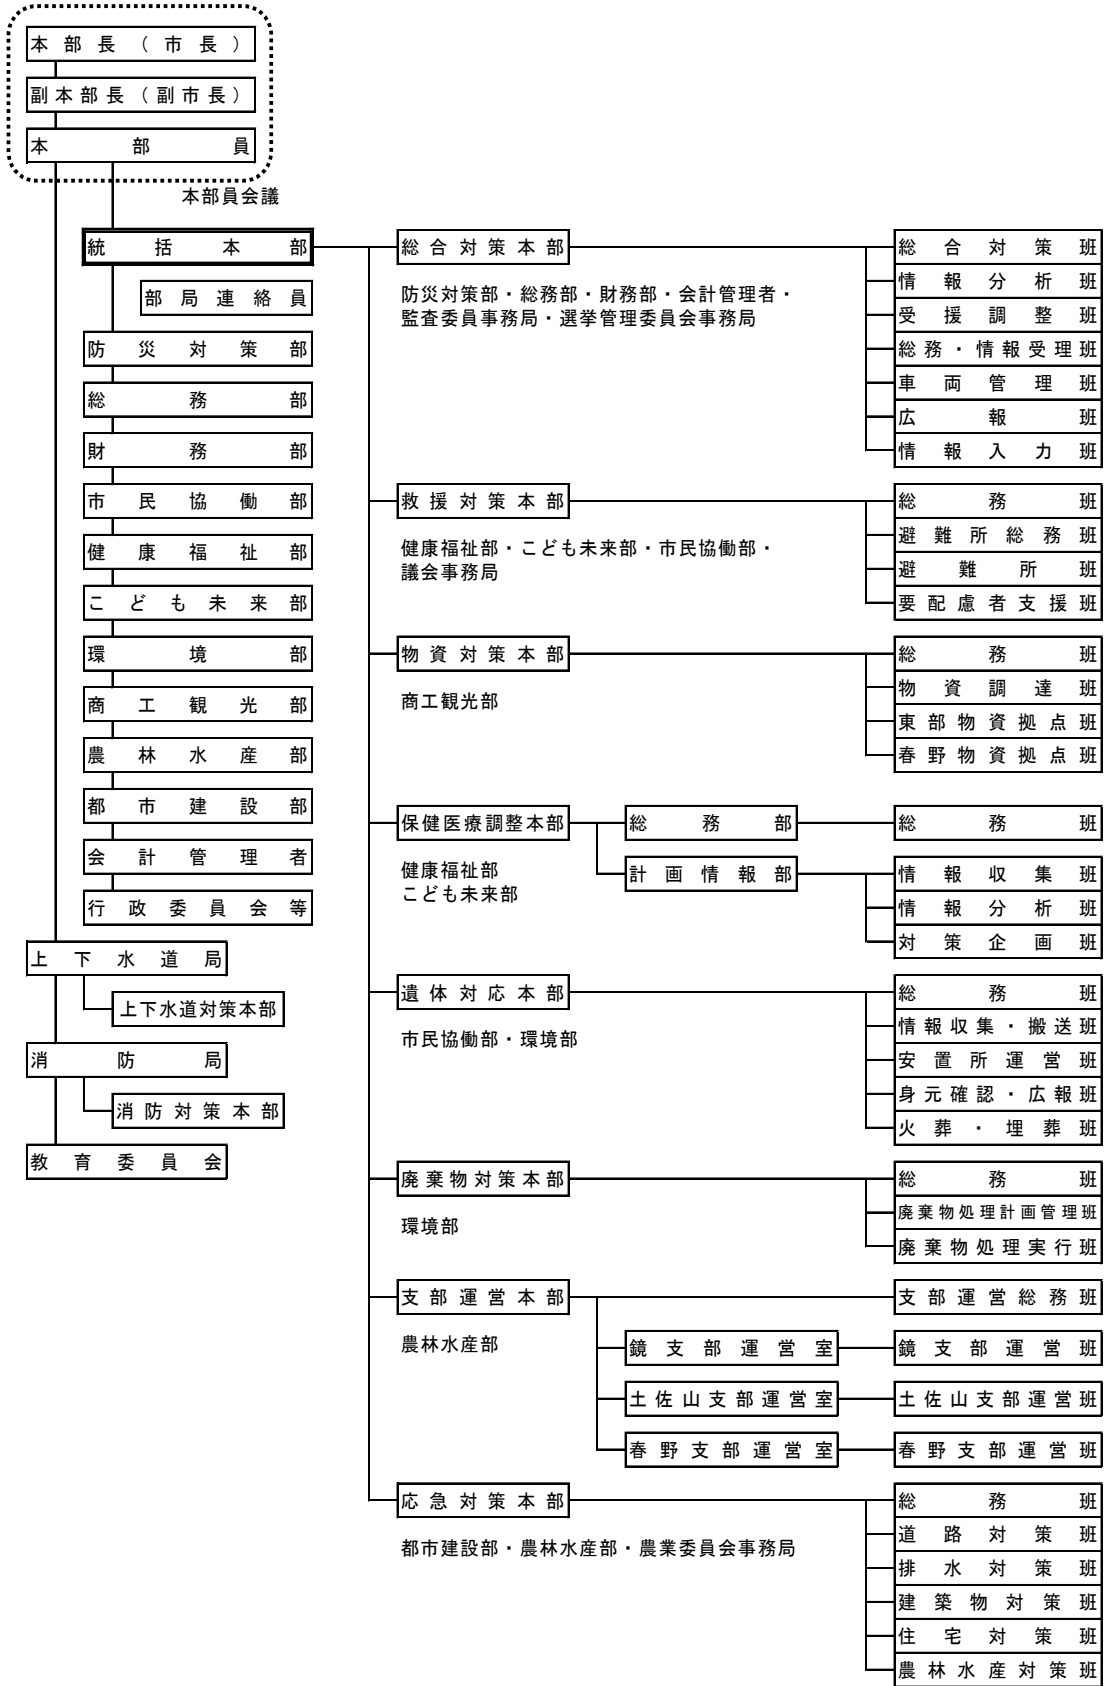 本部長（市長）
副本部長（副市長）
本部員
本部員会議
統括本部
部局連絡員
防災対策部
総務部
財務部
市民協働部
健康福祉部
こども未来部
環境部
商工観光部
農林水産部
都市建設部
会計管理者
行政委員会等
上下水道局
上下水道対策本部
消防局
消防対策本部
教育委員会
総合対策本部
防災対策部・総務部・財務部・会計管理者・
監査委員事務局・選挙管理委員会事務局
総合対策班
情報分析班
受援調整班
総務・情報受理班
車両管理班
広報班
情報入力班
救援対策本部
健康福祉部・こども未来部・市民協働部・
議会事務局
総務班
避難所総務班
避難所班
要配慮者支援班
物資対策本部
商工観光部
総務班
物資調達班
東部物資拠点班
春野物資拠点班
保健医療調整本部
健康福祉部
こども未来部
総務部
総務班
計画情報部
情報収集班
情報分析班
対策企画班
遺体対応本部
市民協働部・環境部
総務班
情報収集・搬送班
安置所運営班
身元確認・広報班
火葬・埋葬班
廃棄物対策本部
環境部
総務班
廃棄物処理計画管理班
廃棄物処理実行班
支部運営本部
農林水産部
支部運営総務班
鏡支部運営室
鏡支部運営班
土佐山支部運営室
土佐山支部運営班
春野支部運営室
春野支部運営班
応急対策本部
都市建設部・農林水産部・農業委員会事務局
総務班
道路対策班
排水対策班
建築物対策班
住宅対策班
農林水産対策班